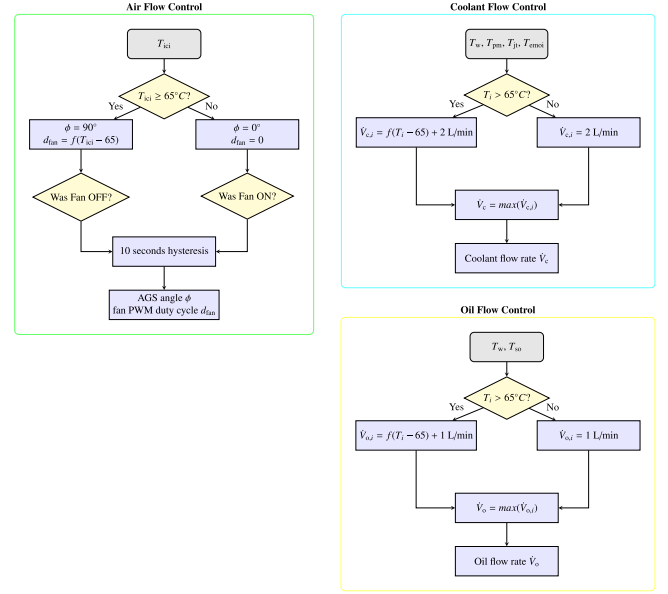 Air Flow Control
T_ici
T_ici ≥ 65°C?
Yes
No
ϕ = 90°
d_fan = f(T_ici − 65)
ϕ = 0°
d_fan = 0
Was Fan OFF?
Was Fan ON?
10 seconds hysteresis
AGS angle ϕ
fan PWM duty cycle d_fan
Coolant Flow Control
T_w, T_pm, T_jt, T_emoi
T_i > 65°C?
Yes
No
V̇_c,i = f(T_i − 65) + 2 L/min
V̇_c,i = 2 L/min
V̇_c = max(V̇_c,i)
Coolant flow rate V̇_c
Oil Flow Control
T_w, T_so
T_i > 65°C?
Yes
No
V̇_o,i = f(T_i − 65) + 1 L/min
V̇_o,i = 1 L/min
V̇_o = max(V̇_o,i)
Oil flow rate V̇_o